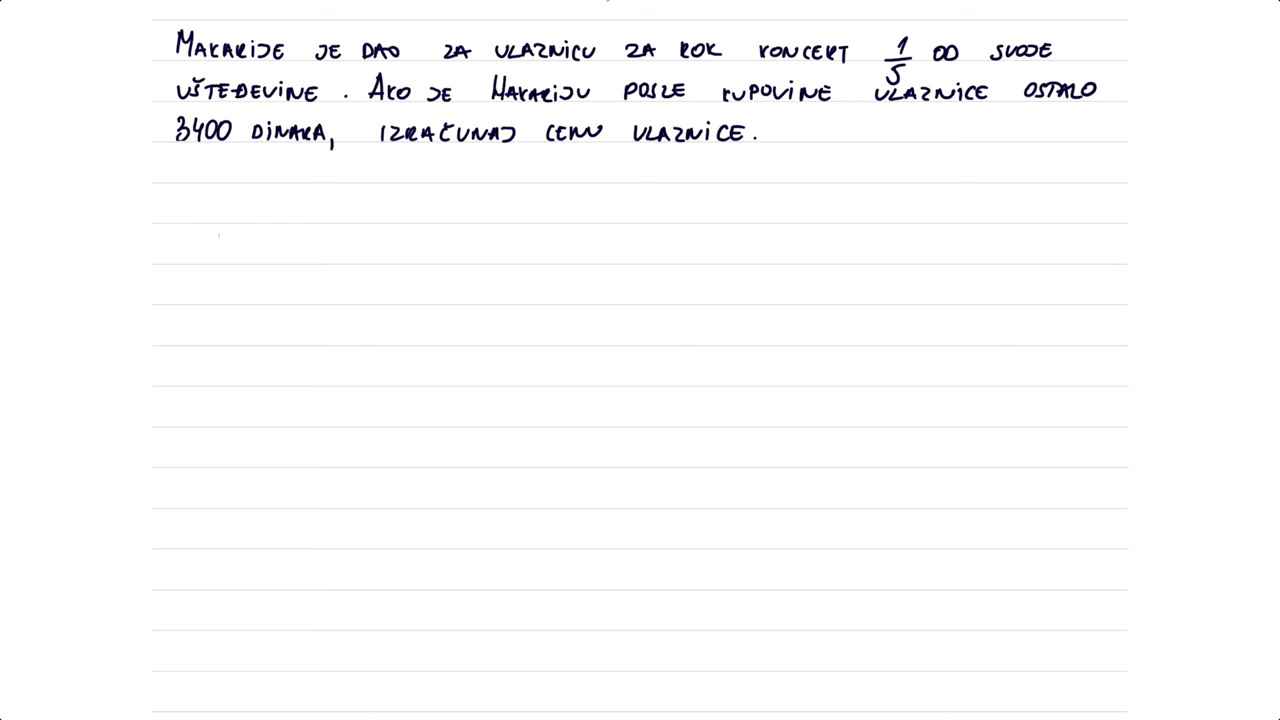 Makarije je dao za ulaznicu za rok koncert 1/5 od svoje
ušteđevine. Ako je Makariju posle kupovine ulaznice ostalo
3400 dinara, izračunaj cenu ulaznice.